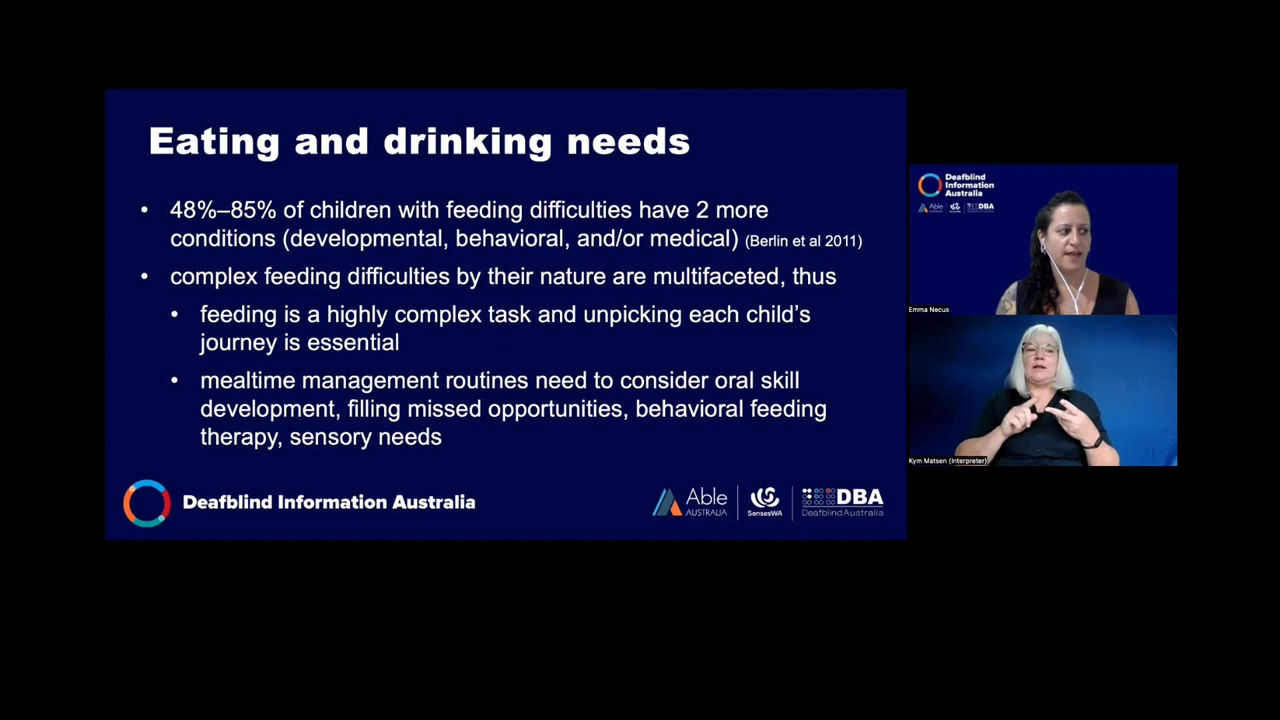 Eating and drinking needs
• 48%–85% of children with feeding difficulties have 2 more
conditions (developmental, behavioral, and/or medical) (Berlin et al 2011)
• complex feeding difficulties by their nature are multifaceted, thus
• feeding is a highly complex task and unpicking each child’s
journey is essential
• mealtime management routines need to consider oral skill
development, filling missed opportunities, behavioral feeding
therapy, sensory needs
Deafblind Information Australia
Able
AUSTRALIA
SensesWA
DBA
DeafblindAustralia
Deafblind
Information
Australia
Able
DBA
Emma Necus
Kym Matsen (Interpreter)